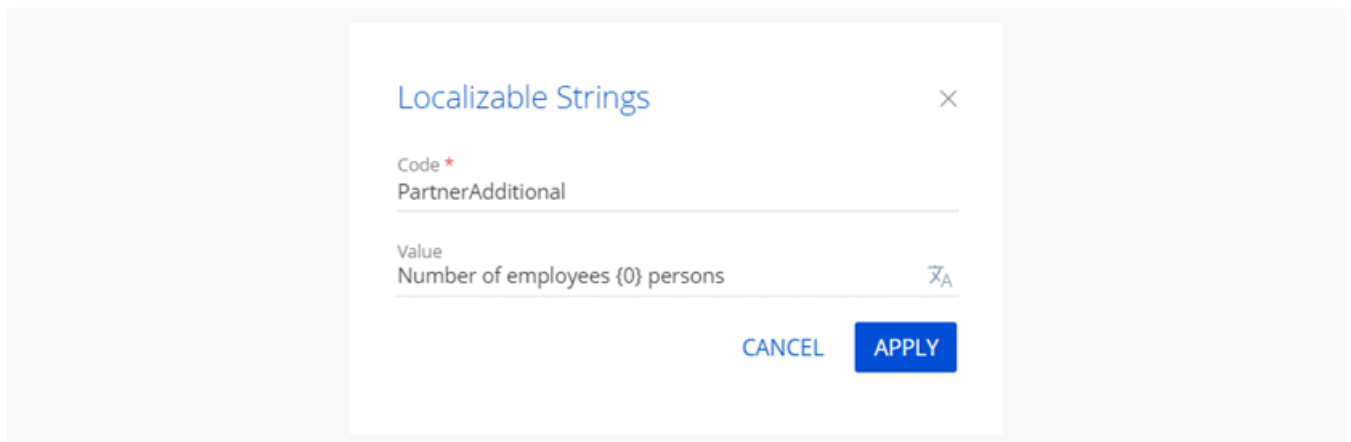 Localizable Strings
Code *
PartnerAdditional
Value
Number of employees {0} persons
CANCEL APPLY